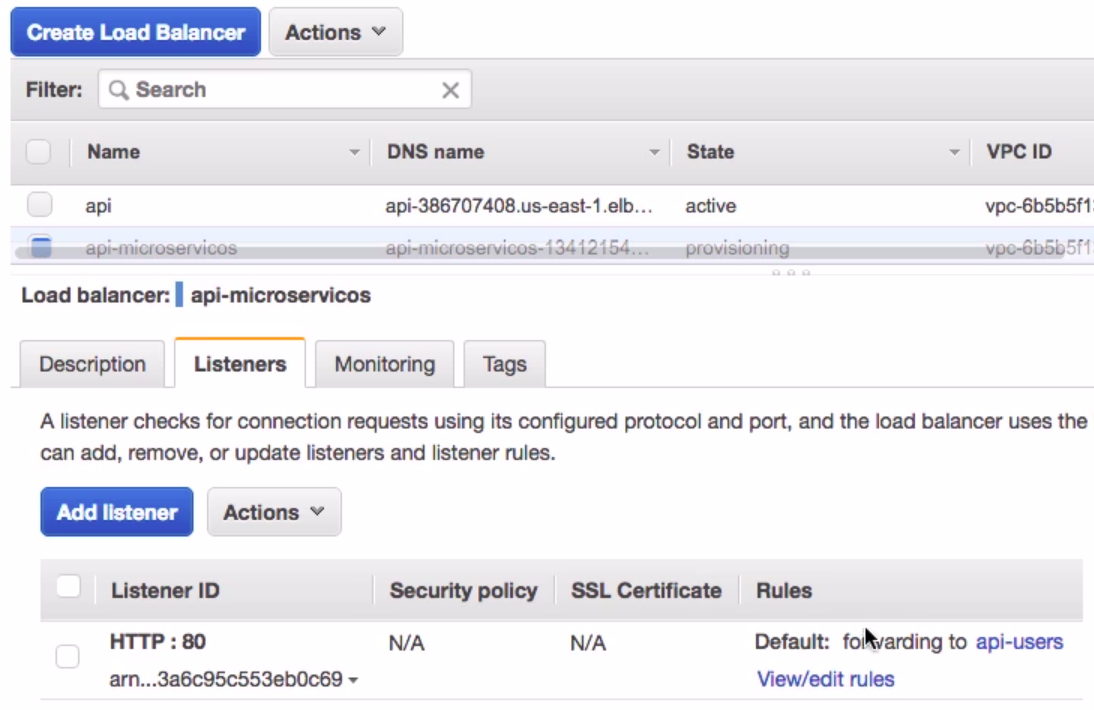 Create Load Balancer Actions
Filter: Search
Name DNS name State VPC ID
api api-386707408.us-east-1.elb... active vpc-6b5b5f1
api-microservicos api-microservicos-13412154... provisioning vpc-6b5b5f1
Load balancer: api-microservicos
Description Listeners Monitoring Tags
A listener checks for connection requests using its configured protocol and port, and the load balancer uses the
can add, remove, or update listeners and listener rules.
Add listener Actions
Listener ID Security policy SSL Certificate Rules
HTTP : 80 N/A N/A Default: forwarding to api-users
arn...3a6c95c553eb0c69 View/edit rules